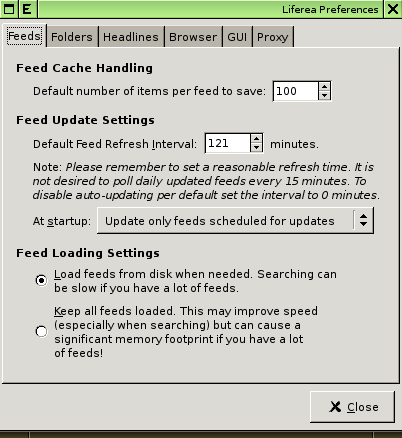 E Liferea Preferences
Feeds Folders Headlines Browser GUI Proxy
Feed Cache Handling
Default number of items per feed to save: 100
Feed Update Settings
Default Feed Refresh Interval: 121 minutes.
Note: Please remember to set a reasonable refresh time. It is
not desired to poll daily updated feeds every 15 minutes. To
disable auto-updating per default set the interval to 0 minutes.
At startup: Update only feeds scheduled for updates
Feed Loading Settings
Load feeds from disk when needed. Searching can
be slow if you have a lot of feeds.
Keep all feeds loaded. This may improve speed
(especially when searching) but can cause a
significant memory footprint if you have a lot
of feeds!
Close